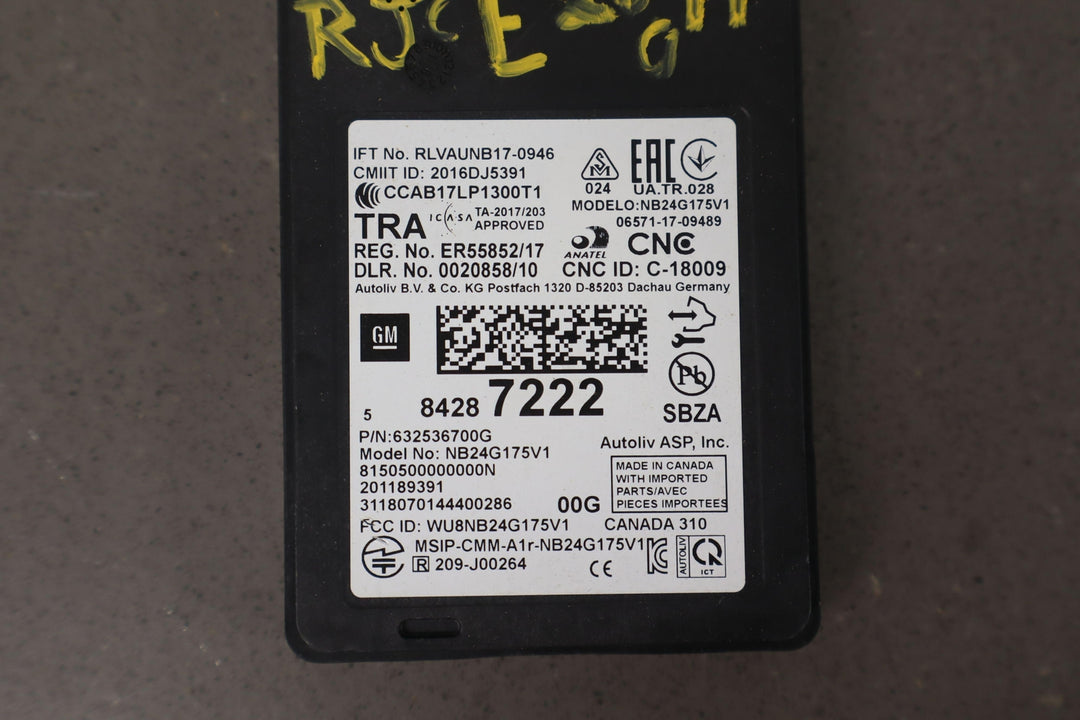 RJC E
G
IFT No. RLVAUNB17-0946
CMIIT ID: 2016DJ5391
CCAB17LP1300T1
024
EAC
UA.TR.028
MODELO:NB24G175V1
TRA ICASA TA-2017/203
APPROVED
06571-17-09489
REG. No. ER55852/17
ANATEL
CNC
DLR. No. 0020858/10 CNC ID: C-18009
Autoliv B.V. & Co. KG Postfach 1320 D-85203 Dachau Germany
GM
Pb
5 8428 7222
SBZA
P/N:632536700G
Autoliv ASP, Inc.
Model No: NB24G175V1
8150500000000N
201189391
3118070144400286
00G
MADE IN CANADA
WITH IMPORTED
PARTS/AVEC
PIECES IMPORTEES
FCC ID: WU8NB24G175V1 CANADA 310
MSIP-CMM-A1r-NB24G175V1
R 209-J00264
CE
AUTOLIV
ICT